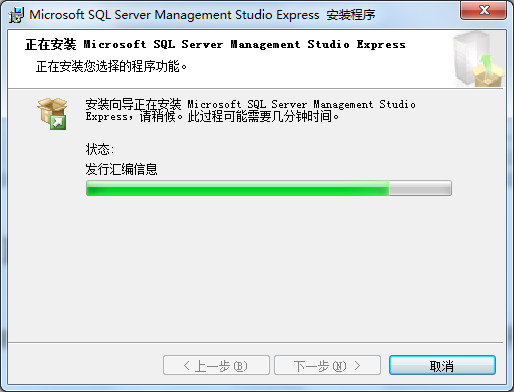 Microsoft SQL Server Management Studio Express 安装程序
正在安装 Microsoft SQL Server Management Studio Express
正在安装您选择的程序功能。
安装向导正在安装 Microsoft SQL Server Management Studio
Express，请稍候。此过程可能需要几分钟时间。
状态:
发行汇编信息
< 上一步(B) 下一步(N) > 取消